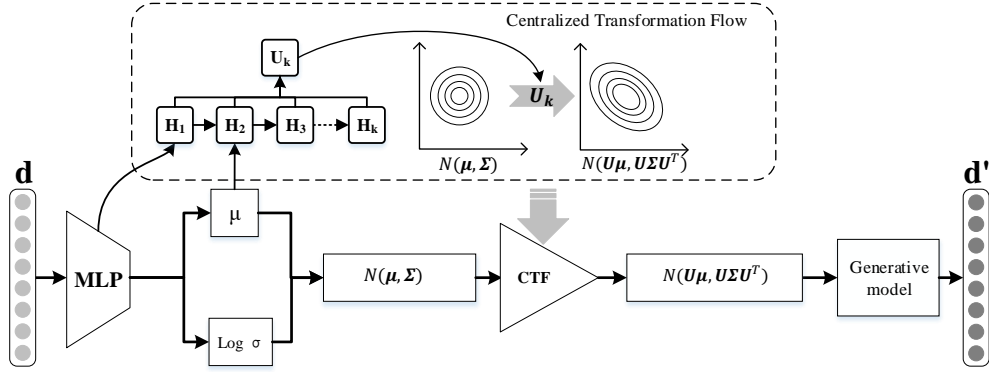 Centralized Transformation Flow
U_k
H_1
H_2
H_3
H_k
U_k
N(μ, Σ)
N(Uμ, UΣU^T)
d
d'
MLP
μ
Log σ
N(μ, Σ)
CTF
N(Uμ, UΣU^T)
Generative
model